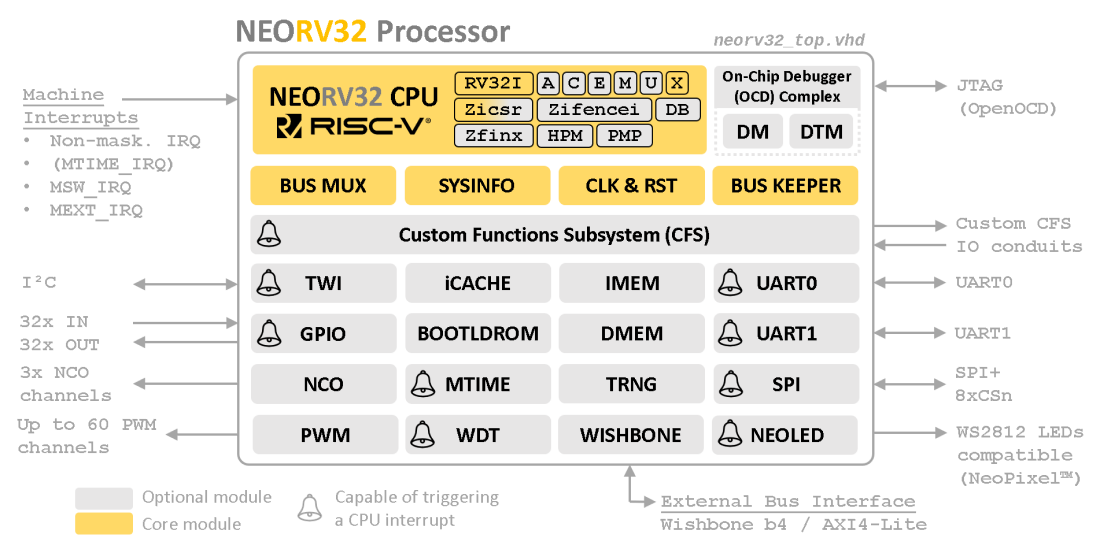 NEORV32 Processor
neorv32_top.vhd
Machine
Interrupts
• Non-mask. IRQ
• (MTIME_IRQ)
• MSW_IRQ
• MEXT_IRQ
NEORV32 CPU
RISC-V®
RV32I A C E M U X
Zicsr Zifencei DB
Zfinx HPM PMP
On-Chip Debugger
(OCD) Complex
DM DTM
JTAG
(OpenOCD)
BUS MUX SYSINFO CLK & RST BUS KEEPER
Custom Functions Subsystem (CFS)
Custom CFS
IO conduits
I²C
TWI iCACHE IMEM UART0
UART0
32x IN
32x OUT
GPIO BOOTLDROM DMEM UART1
UART1
3x NCO
channels
NCO MTIME TRNG SPI
SPI+
8xCSn
Up to 60 PWM
channels
PWM WDT WISHBONE NEOLED
WS2812 LEDs
compatible
(NeoPixel™)
Optional module
Core module
Capable of triggering
a CPU interrupt
External Bus Interface
Wishbone b4 / AXI4-Lite